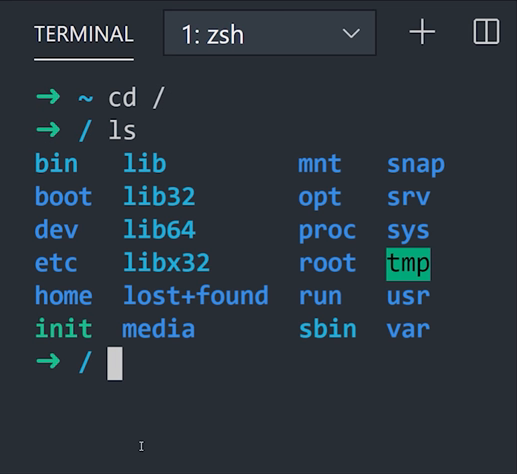 TERMINAL 1: zsh
➜ ~ cd /
➜ / ls
bin lib mnt snap
boot lib32 opt srv
dev lib64 proc sys
etc libx32 root tmp
home lost+found run usr
init media sbin var
➜ /